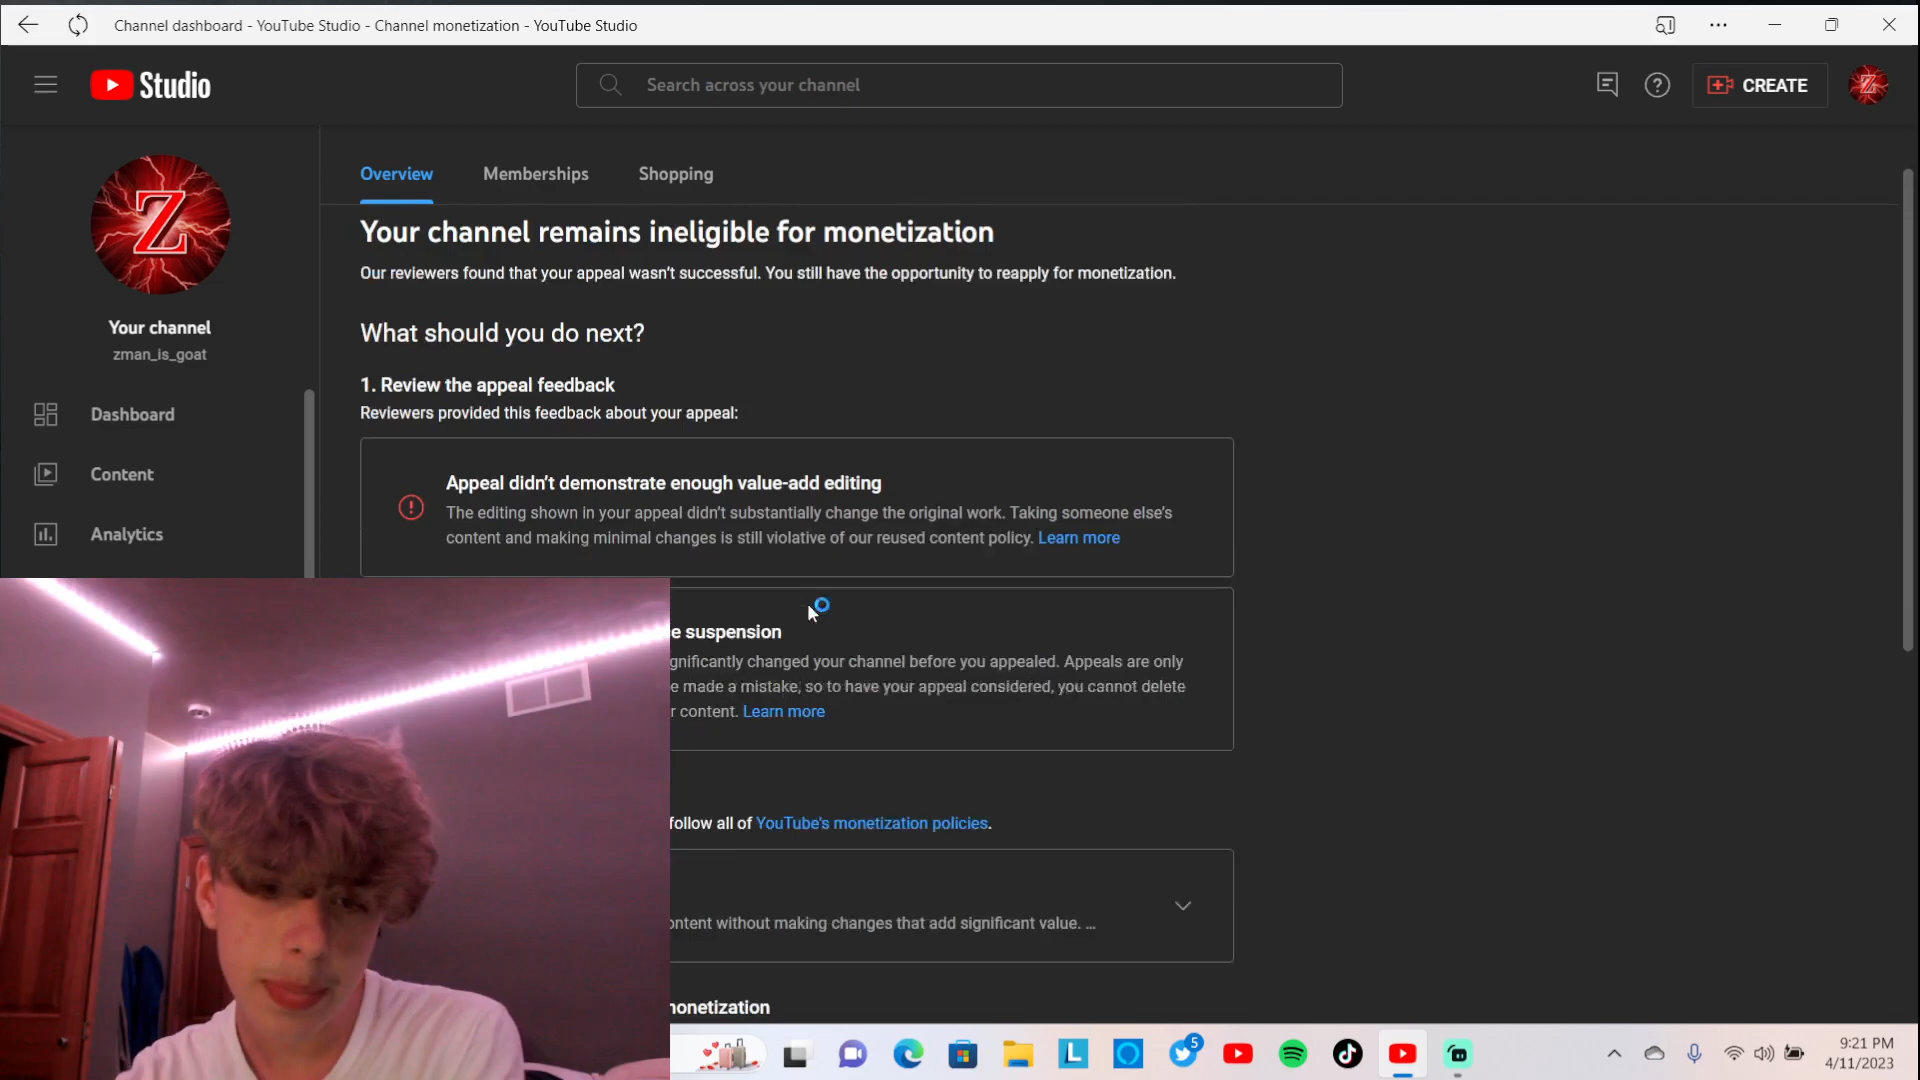 Channel dashboard - YouTube Studio - Channel monetization - YouTube Studio
Studio
Search across your channel
CREATE
Z
Z
Your channel
zman_is_goat
Dashboard
Content
Analytics
Overview
Memberships
Shopping
Your channel remains ineligible for monetization
Our reviewers found that your appeal wasn't successful. You still have the opportunity to reapply for monetization.
What should you do next?
1. Review the appeal feedback
Reviewers provided this feedback about your appeal:
Appeal didn't demonstrate enough value-add editing
The editing shown in your appeal didn't substantially change the original work. Taking someone else's
content and making minimal changes is still violative of our reused content policy. Learn more
e suspension
gnificantly changed your channel before you appealed. Appeals are only
e made a mistake, so to have your appeal considered, you cannot delete
r content. Learn more
follow all of YouTube's monetization policies.
ontent without making changes that add significant value. ...
monetization
L
5
9:21 PM
4/11/2023